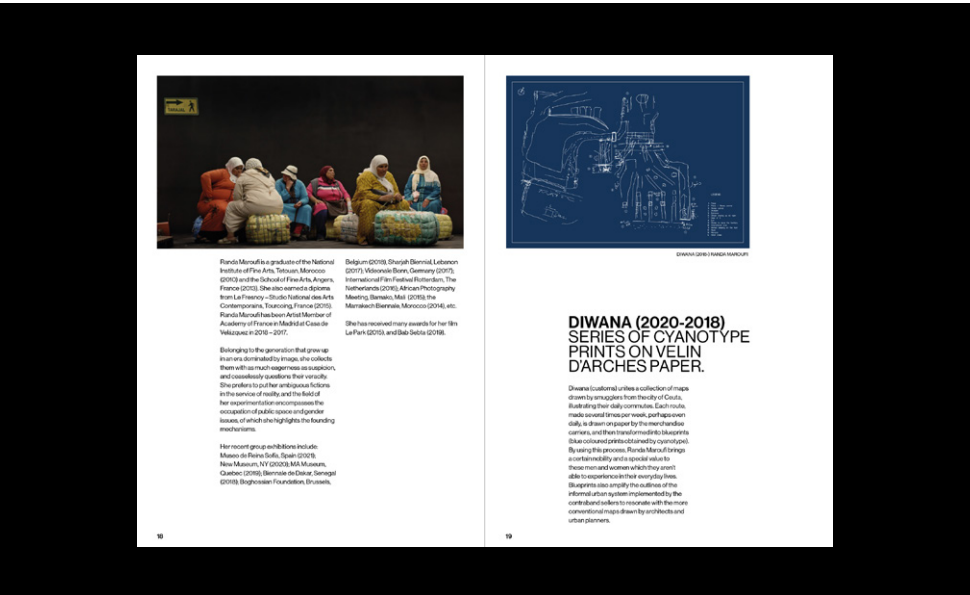 Randa Maroufi is a graduate of the National
Institute of Fine Arts, Tetouan, Morocco
(2010) and the School of Fine Arts, Angers,
France (2013). She also earned a diploma
from Le Fresnoy – Studio National des Arts
Contemporains, Tourcoing, France (2015).
Randa Maroufi has been Artist Member of
Academy of France in Madrid at Casa de
Velázquez in 2018 – 2017.
Belonging to the generation that grew up
in an era dominated by image, she collects
them with as much eagerness as suspicion,
and ceaselessly questions their veracity.
She prefers to put her ambiguous fictions
in the service of reality, and the field of
her experimentation encompasses the
occupation of public space and gender
issues, of which she highlights the founding
mechanisms.
Her recent group exhibitions include:
Museo de Reina Sofia, Spain (2021);
New Museum, NY (2020); MA Museum,
Quebec (2019); Biennale de Dakar, Senegal
(2018); Boghossian Foundation, Brussels,
Belgium (2018), Sharjah Biennial, Lebanon
(2017); Videonale Bonn, Germany (2017);
International Film Festival Rotterdam, The
Netherlands (2016); African Photography
Meeting, Bamako, Mali (2015); the
Marrakech Biennale, Morocco (2014), etc.
She has received many awards for her film
Le Park (2015), and Bab Sebta (2019).
18
DIWANA (2018-) RANDA MAROUFI
DIWANA (2020-2018)
SERIES OF CYANOTYPE
PRINTS ON VELIN
D'ARCHES PAPER.
Diwana (customs) unites a collection of maps
drawn by smugglers from the city of Ceuta,
illustrating their daily commutes. Each route,
made several times per week, perhaps even
daily, is drawn on paper by the merchandise
carriers, and then transformed into blueprints
(blue coloured prints obtained by cyanotype).
By using this process, Randa Maroufi brings
a certain nobility and a special value to
these men and women which they aren't
able to experience in their everyday lives.
Blueprints also amplify the outlines of the
informal urban system implemented by the
contraband sellers to resonate with the more
conventional maps drawn by architects and
urban planners.
19